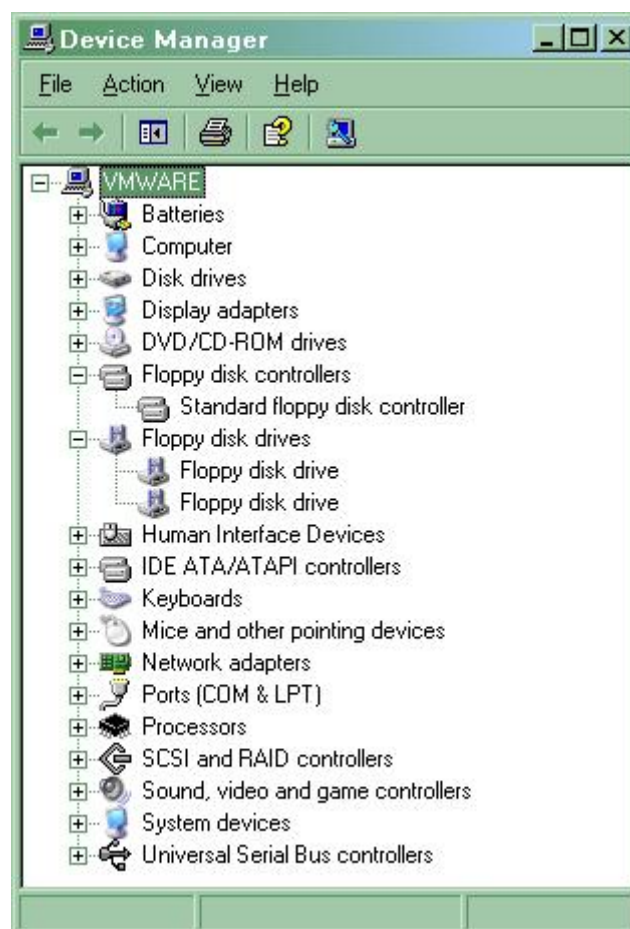 Device Manager
File Action View Help
VMWARE
Batteries
Computer
Disk drives
Display adapters
DVD/CD-ROM drives
Floppy disk controllers
Standard floppy disk controller
Floppy disk drives
Floppy disk drive
Floppy disk drive
Human Interface Devices
IDE ATA/ATAPI controllers
Keyboards
Mice and other pointing devices
Network adapters
Ports (COM & LPT)
Processors
SCSI and RAID controllers
Sound, video and game controllers
System devices
Universal Serial Bus controllers